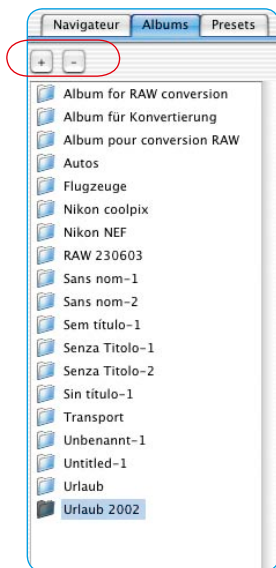 Navigateur Albums Presets
+ -
Album for RAW conversion
Album für Konvertierung
Album pour conversion RAW
Autos
Flugzeuge
Nikon coolpix
Nikon NEF
RAW 230603
Sans nom-1
Sans nom-2
Sem título-1
Senza Titolo-1
Senza Titolo-2
Sin título-1
Transport
Unbenannt-1
Untitled-1
Urlaub
Urlaub 2002